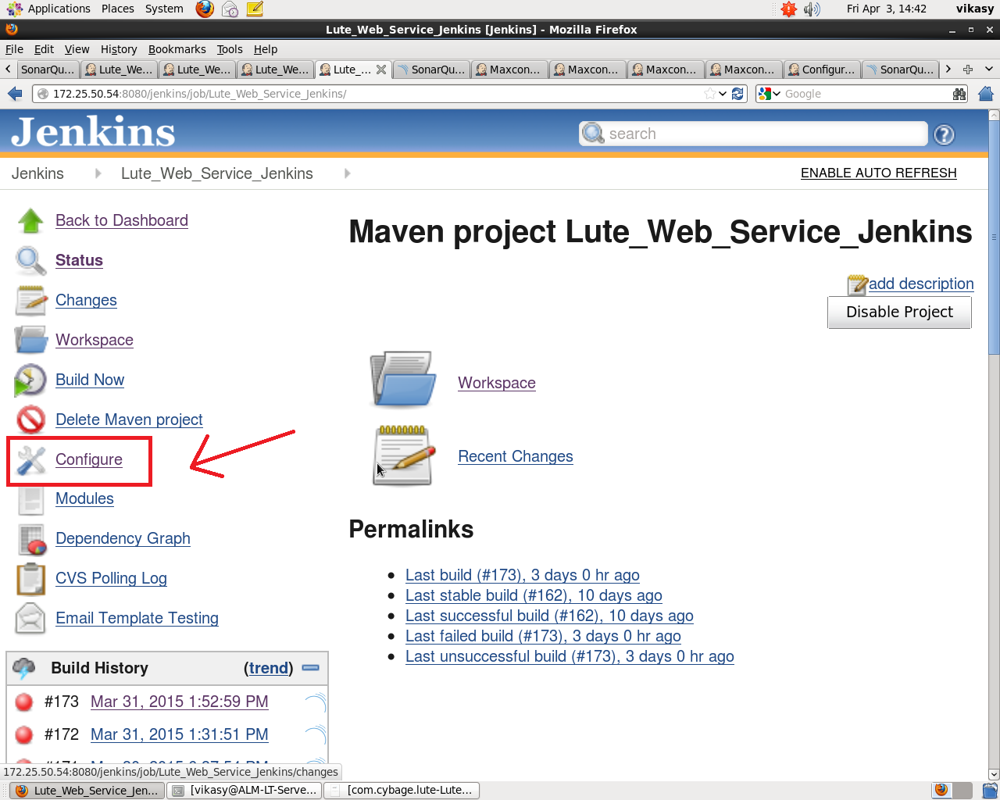 Applications Places System Fri Apr 3, 14:42 vikasy
Lute_Web_Service_Jenkins [Jenkins] - Mozilla Firefox
File Edit View History Bookmarks Tools Help
SonarQu... Lute_We... Lute_We... Lute_We... Lute_... SonarQu... Maxcon... Maxcon... Maxcon... Maxcon... Configur... SonarQu...
172.25.50.54:8080/jenkins/job/Lute_Web_Service_Jenkins/ Google
Jenkins search
Jenkins Lute_Web_Service_Jenkins ENABLE AUTO REFRESH
Back to Dashboard
Status
Changes
Workspace
Build Now
Delete Maven project
Configure
Modules
Dependency Graph
CVS Polling Log
Email Template Testing
Build History (trend)
#173 Mar 31, 2015 1:52:59 PM
#172 Mar 31, 2015 1:31:51 PM
Maven project Lute_Web_Service_Jenkins
add description
Disable Project
Workspace
Recent Changes
Permalinks
Last build (#173), 3 days 0 hr ago
Last stable build (#162), 10 days ago
Last successful build (#162), 10 days ago
Last failed build (#173), 3 days 0 hr ago
Last unsuccessful build (#173), 3 days 0 hr ago
172.25.50.54:8080/jenkins/job/Lute_Web_Service_Jenkins/changes
Lute_Web_Service_Jen... [vikasy@ALM-LT-Serve... [com.cybage.lute-Lute...